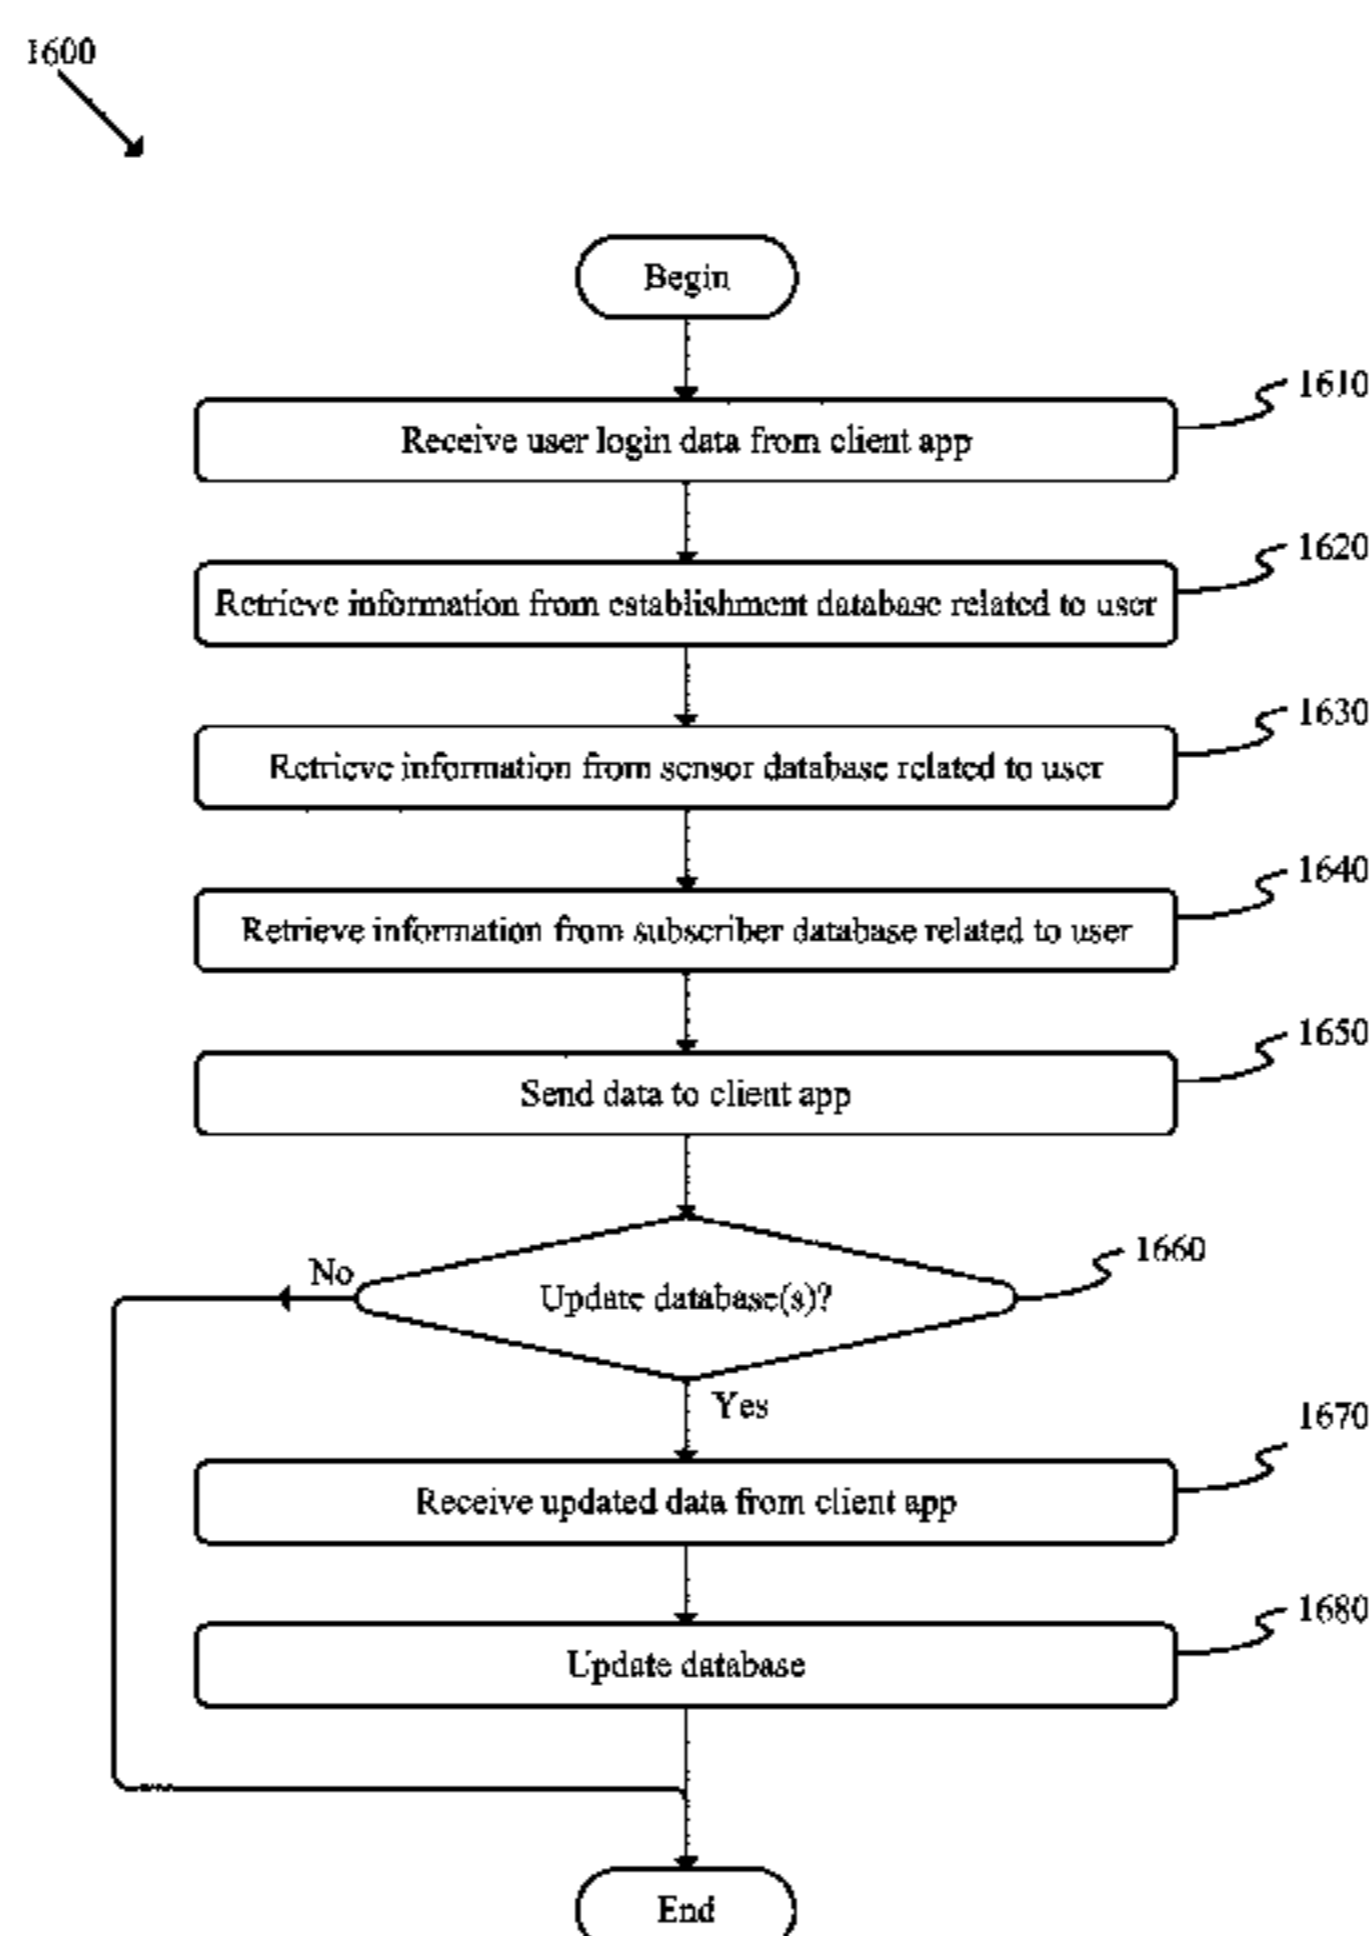 1600
Begin
1610
Receive user login data from client app
1620
Retrieve information from establishment database related to user
1630
Retrieve information from sensor database related to user
1640
Retrieve information from subscriber database related to user
1650
Send data to client app
1660
No
Update database(s)?
Yes
1670
Receive updated data from client app
1680
Update database
End